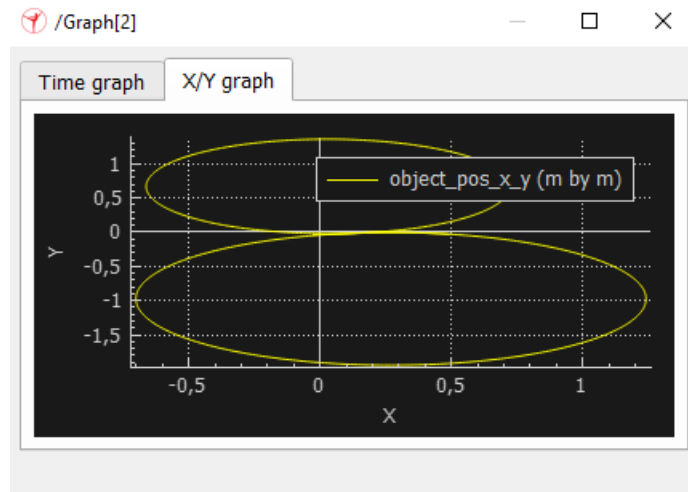 /Graph[2]
Time graph X/Y graph
object_pos_x_y (m by m)
1
0,5
0
-0,5
-1
-1,5
Y
-0,5 0 0,5 1
X